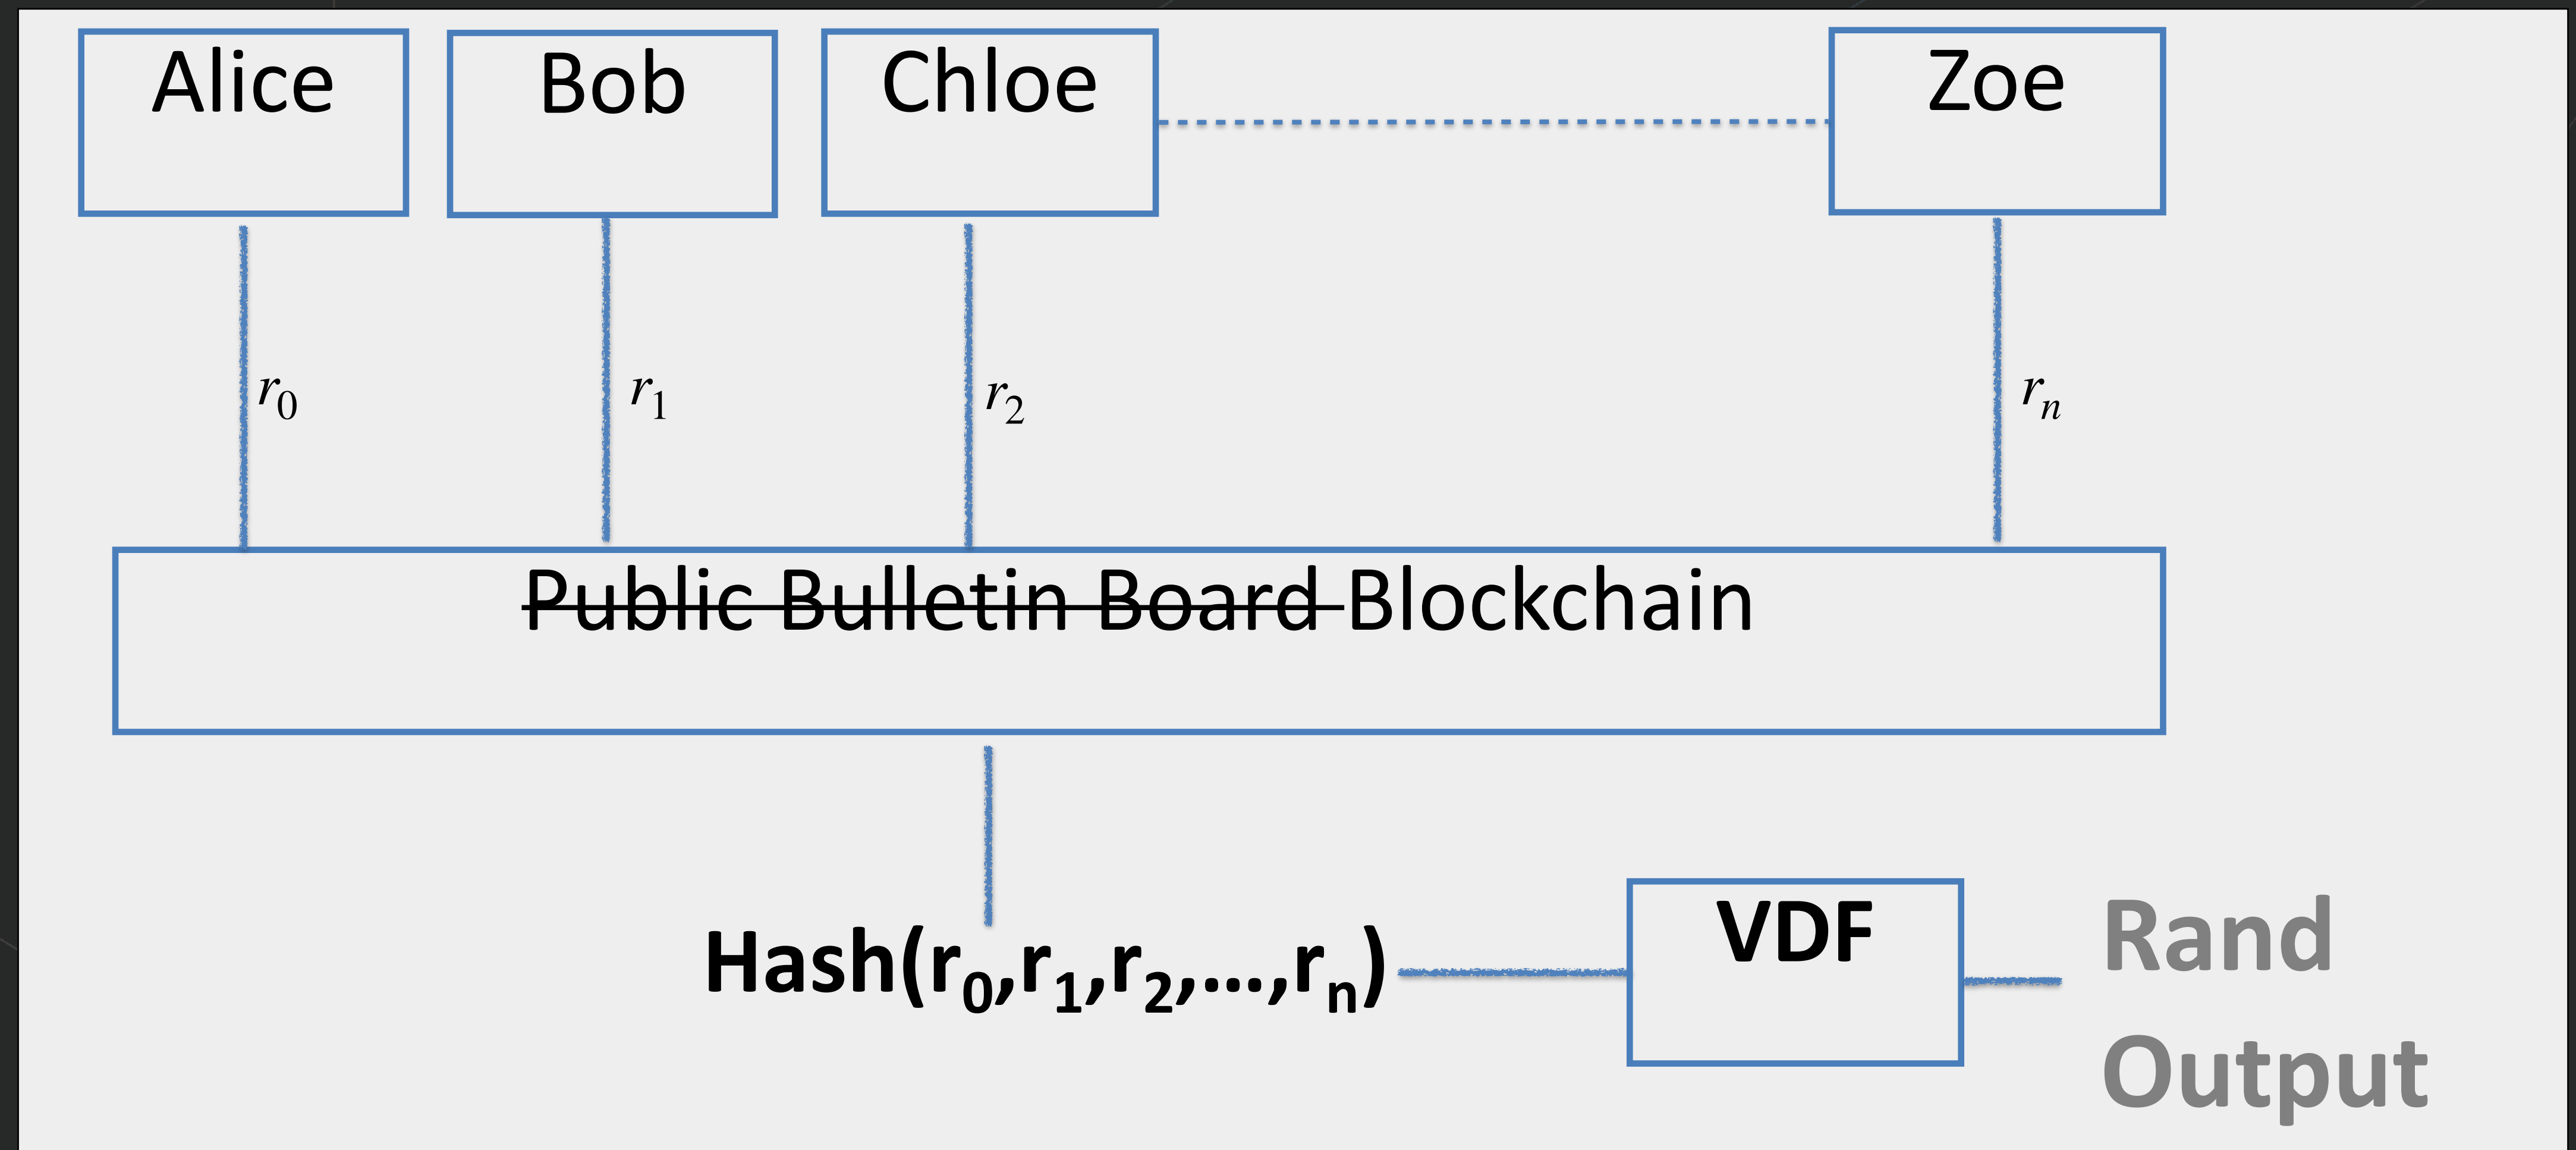 Alice
Bob
Chloe
Zoe
r0
r1
r2
rn
Public Bulletin Board Blockchain
Hash(r0,r1,r2,...,rn)
VDF
Rand
Output